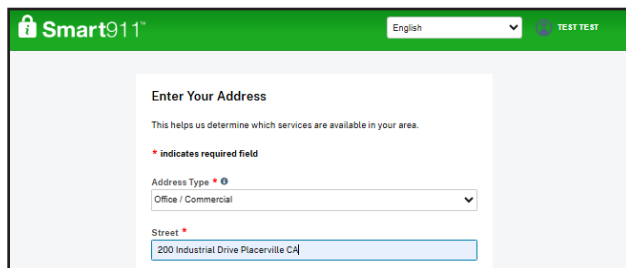 Smart911™
English
TEST TEST
Enter Your Address
This helps us determine which services are available in your area.
* indicates required field
Address Type *
Office / Commercial
Street *
200 Industrial Drive Placerville CA